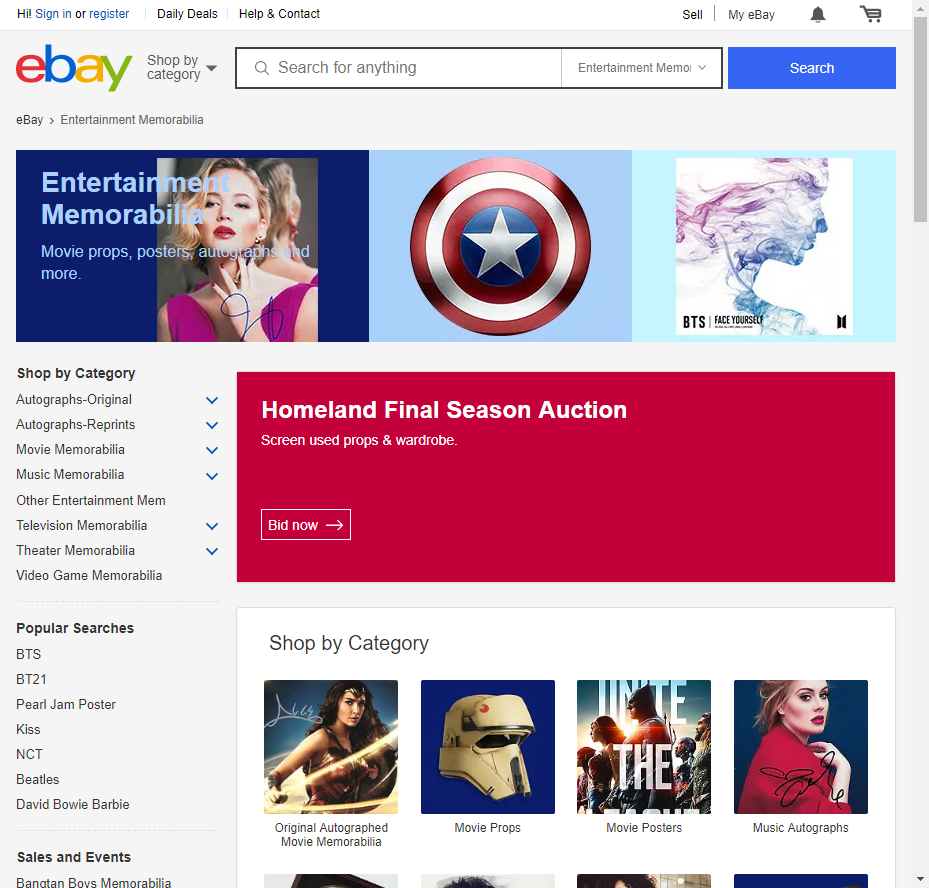 Hi! Sign in or register
Daily Deals
Help & Contact
Sell
My eBay
ebay
Shop by
category
Search for anything
Entertainment Memor
Search
eBay
Entertainment Memorabilia
Entertainment
Memorabilia
Movie props, posters, autographs and
more.
BTS | FACE YOURSELF
Shop by Category
Autographs-Original
Autographs-Reprints
Movie Memorabilia
Music Memorabilia
Other Entertainment Mem
Television Memorabilia
Theater Memorabilia
Video Game Memorabilia
Popular Searches
BTS
BT21
Pearl Jam Poster
Kiss
NCT
Beatles
David Bowie Barbie
Sales and Events
Bangtan Boys Memorabilia
Homeland Final Season Auction
Screen used props & wardrobe.
Bid now
Shop by Category
UNITE
THE
Original Autographed
Movie Memorabilia
Movie Props
Movie Posters
Music Autographs